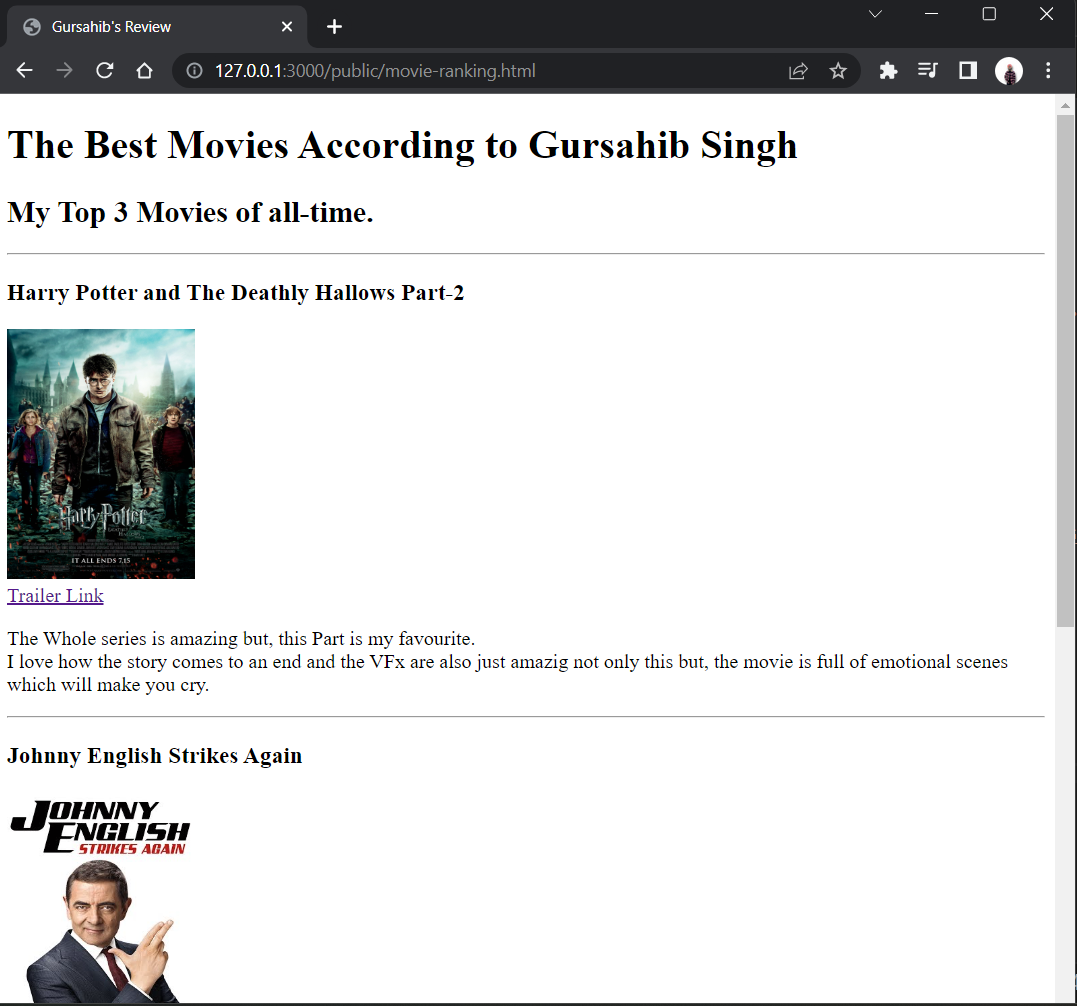 Gursahib's Review
127.0.0.1:3000/public/movie-ranking.html
The Best Movies According to Gursahib Singh
My Top 3 Movies of all-time.
Harry Potter and The Deathly Hallows Part-2
Harry Potter
IT ALL ENDS 7.15
Trailer Link
The Whole series is amazing but, this Part is my favourite.
I love how the story comes to an end and the VFx are also just amazig not only this but, the movie is full of emotional scenes
which will make you cry.
Johnny English Strikes Again
JOHNNY
ENGLISH
STRIKES AGAIN